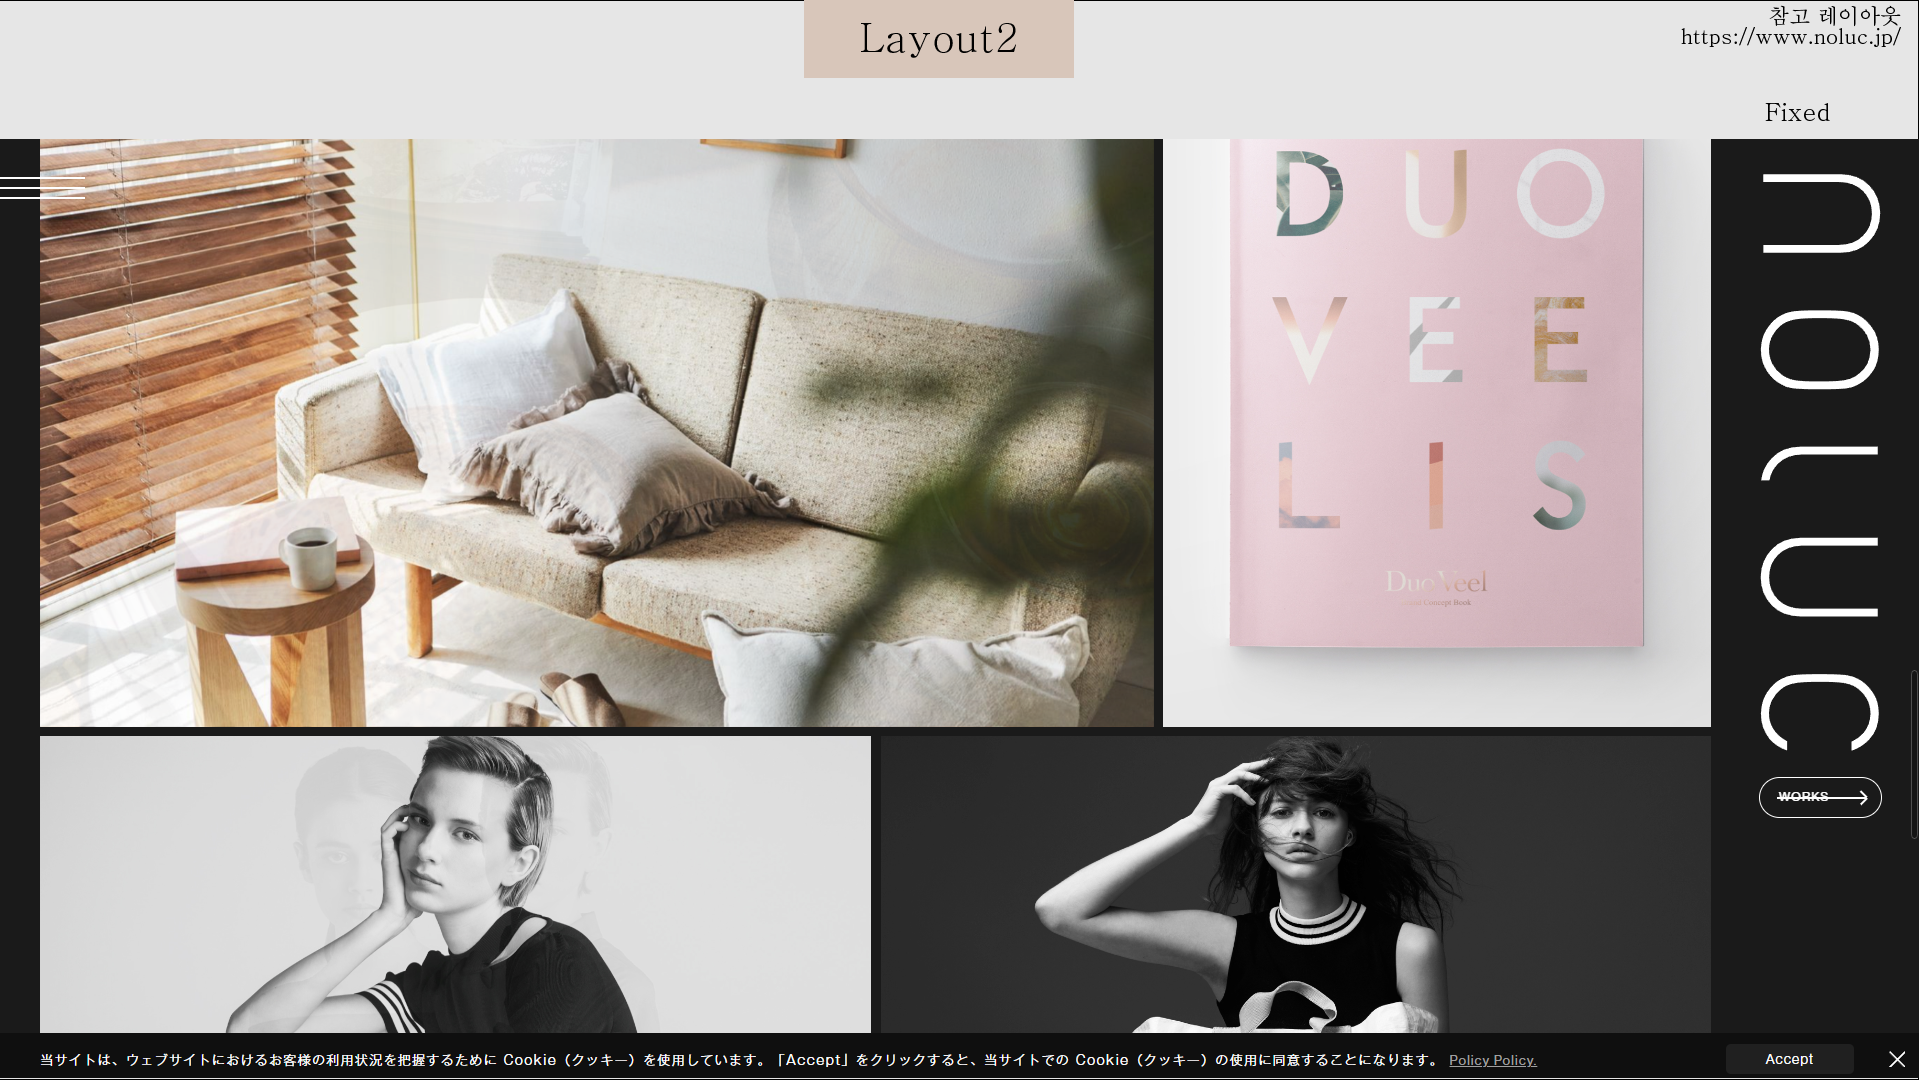 Layout2
참고 레이아웃
https://www.noluc.jp/
Fixed
DUO
VEE
LIS
Duo Veel
Concept Book
noluc
WORKS
当サイトは、ウェブサイトにおけるお客様の利用状況を把握するために Cookie（クッキー）を使用しています。「Accept」をクリックすると、当サイトでの Cookie（クッキー）の使用に同意することになります。 Policy Policy.
Accept